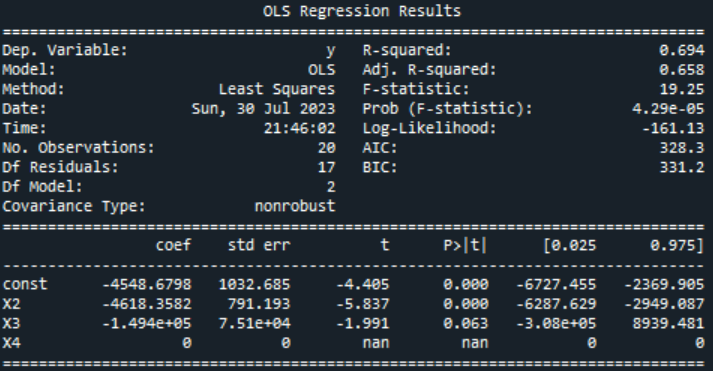 OLS Regression Results
==============================================================================
Dep. Variable:                      y   R-squared:                       0.694
Model:                            OLS   Adj. R-squared:                  0.658
Method:                 Least Squares   F-statistic:                     19.25
Date:                Sun, 30 Jul 2023   Prob (F-statistic):           4.29e-05
Time:                        21:46:02   Log-Likelihood:                -161.13
No. Observations:                  20   AIC:                             328.3
Df Residuals:                      17   BIC:                             331.2
Df Model:                           2
Covariance Type:            nonrobust
==============================================================================
                 coef    std err          t      P>|t|      [0.025      0.975]
------------------------------------------------------------------------------
const      -4548.6798   1032.685     -4.405      0.000   -6727.455   -2369.905
X2         -4618.3582    791.193     -5.837      0.000   -6287.629   -2949.087
X3         -1.494e+05   7.51e+04     -1.991      0.063   -3.08e+05    8939.481
X4                  0          0        nan        nan           0           0
==============================================================================